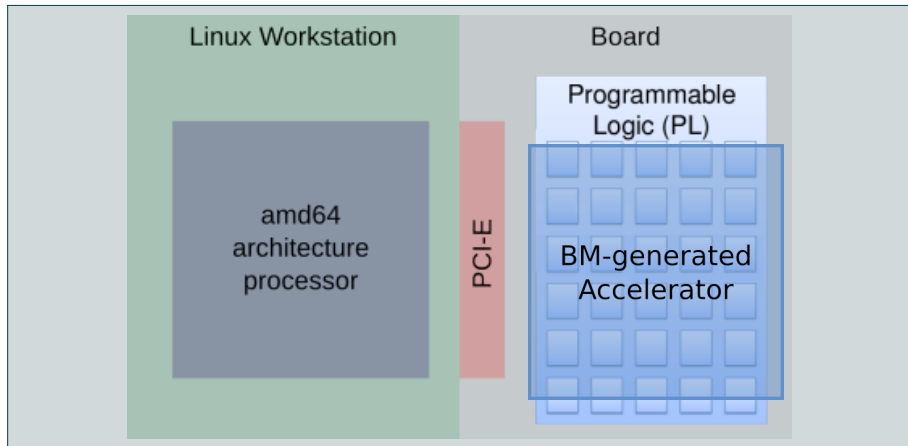 Linux Workstation
Board
amd64
architecture
processor
PCI-E
Programmable
Logic (PL)
BM-generated
Accelerator